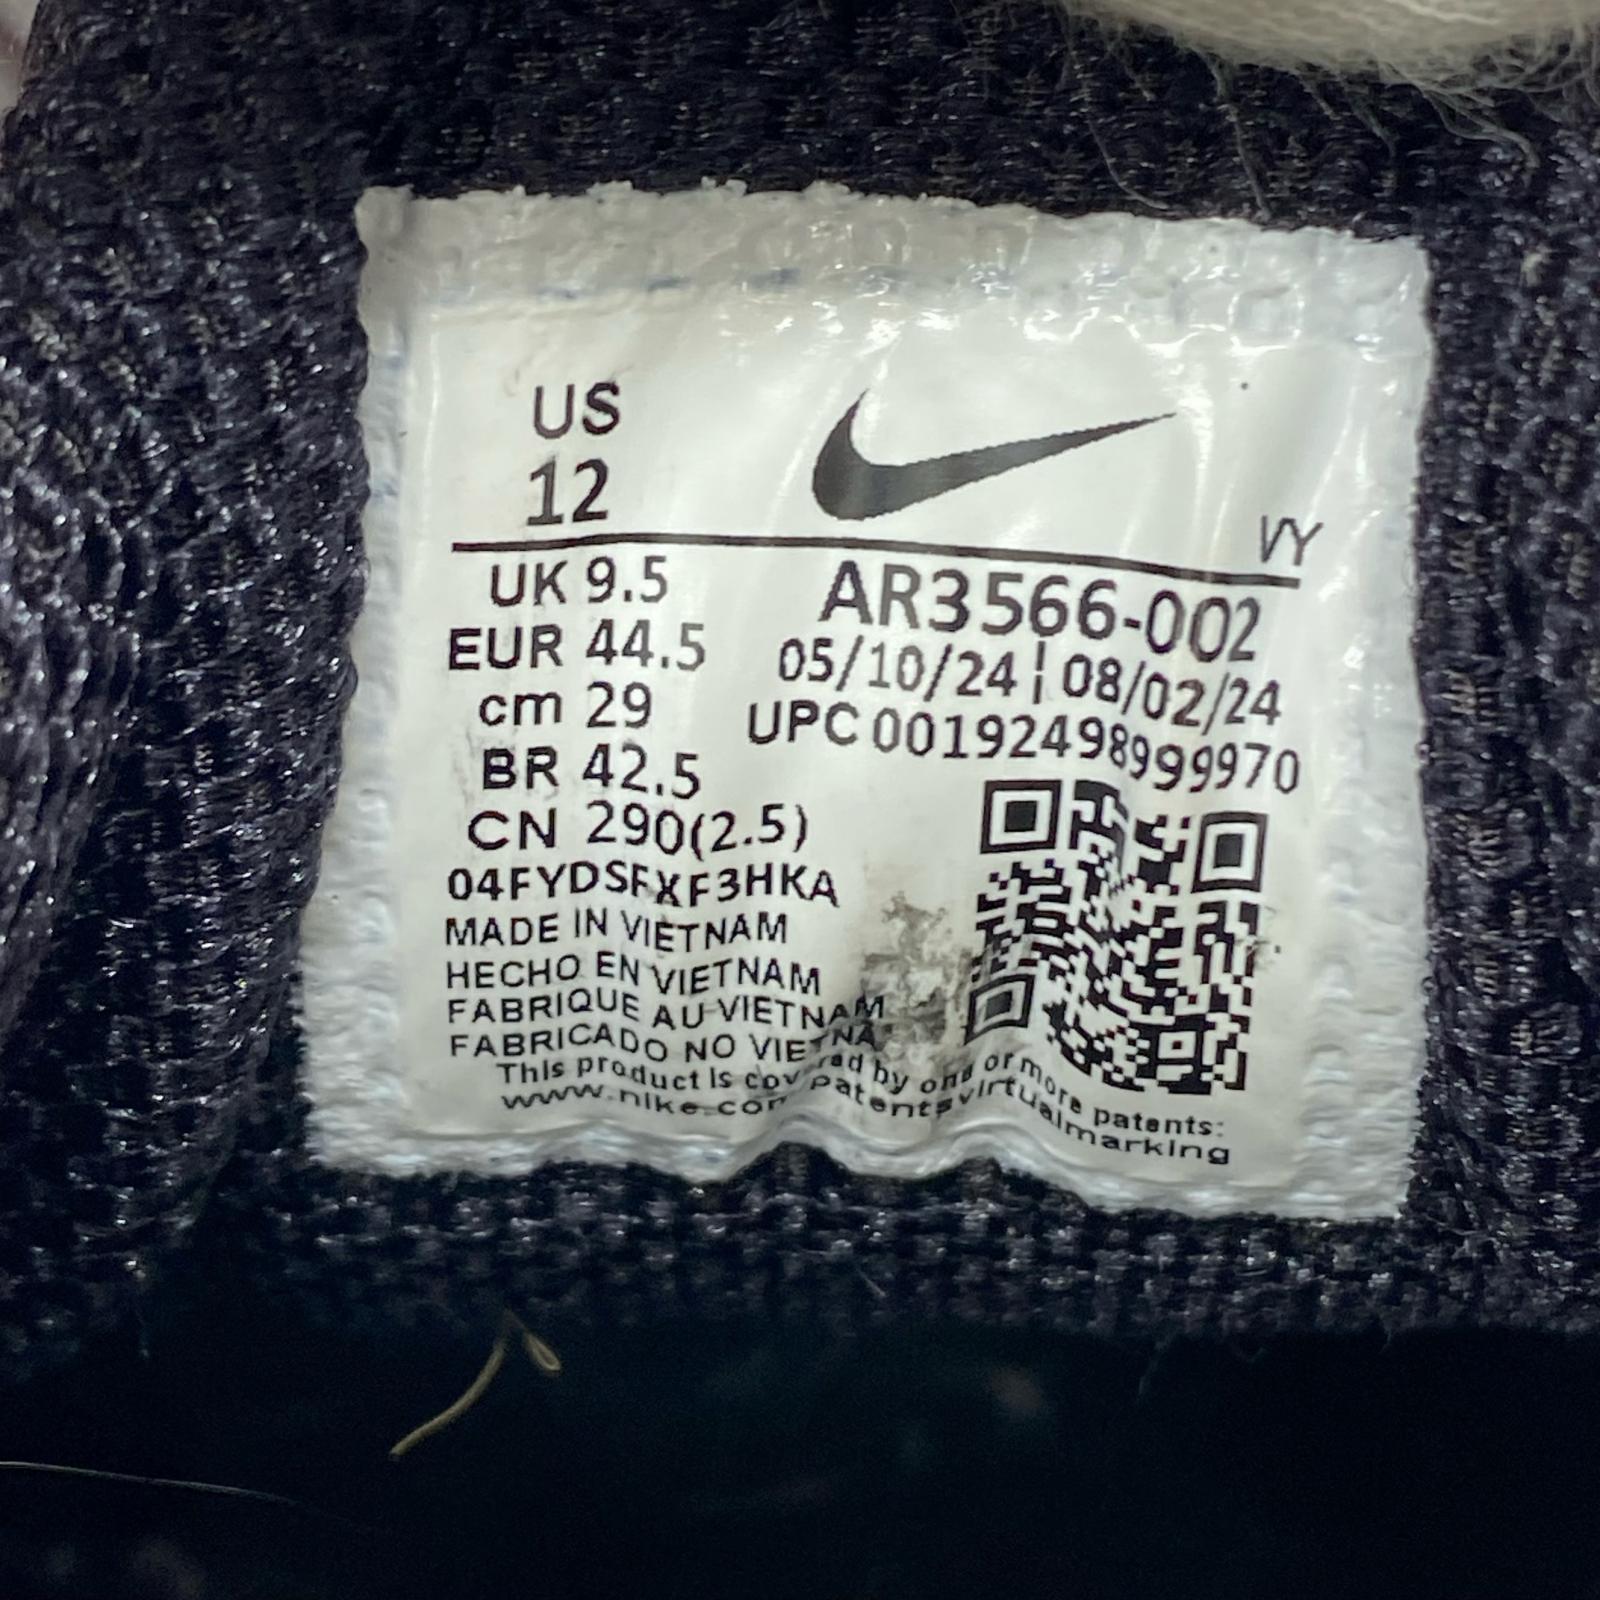 US
12
VY
UK 9.5
EUR 44.5
cm 29
BR 42.5
CN 290(2.5)
AR3566-002
05/10/24 ¦ 08/02/24
UPC 00192498999970
04FYDSFXF3HKA
MADE IN VIETNAM
HECHO EN VIETNAM
FABRIQUE AU VIETNAM
FABRICADO NO VIETNA
This product is covered by one or more patents:
www.nike.com patentsvirtualmarking